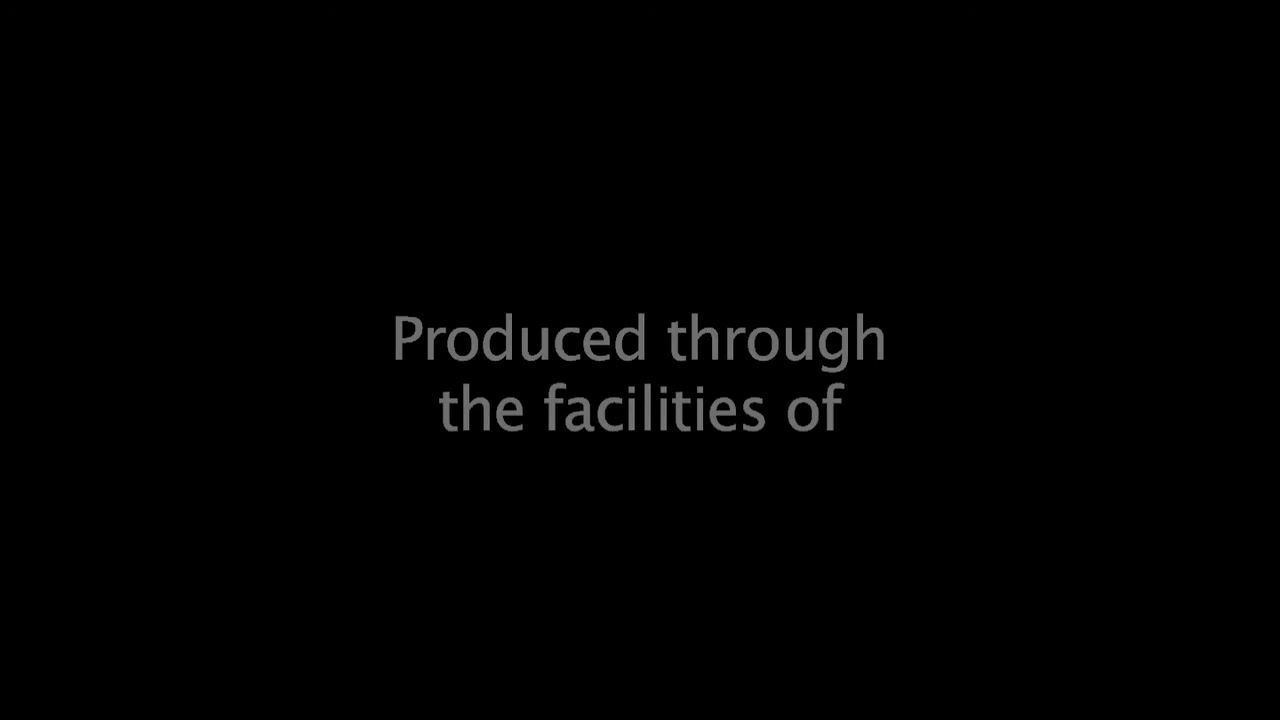 Produced through
the facilities of